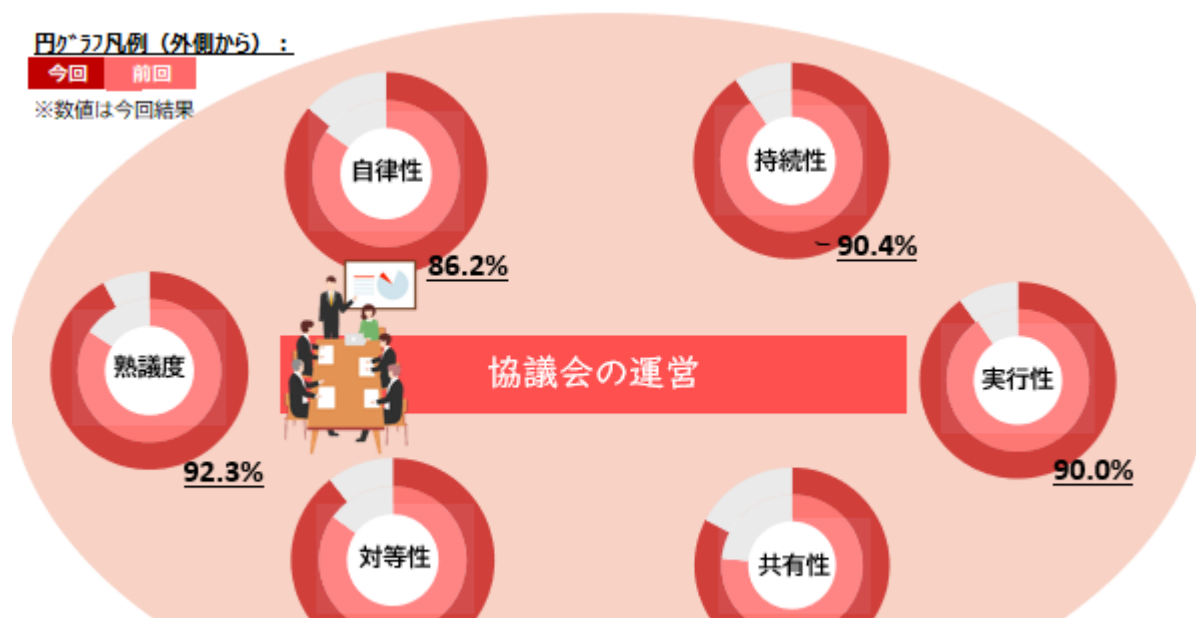 円ｸﾞﾗﾌ凡例（外側から）：
今回 前回
※数値は今回結果
自律性
86.2%
持続性
90.4%
熟議度
92.3%
協議会の運営
実行性
90.0%
対等性
共有性